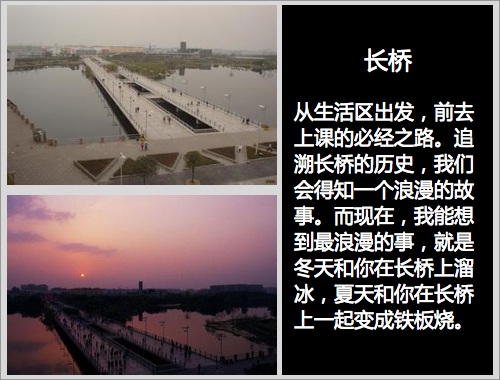 长桥
从生活区出发，前去
上课的必经之路。追
溯长桥的历史，我们
会得知一个浪漫的故
事。而现在，我能想
到最浪漫的事，就是
冬天和你在长桥上溜
冰，夏天和你在长桥
上一起变成铁板烧。